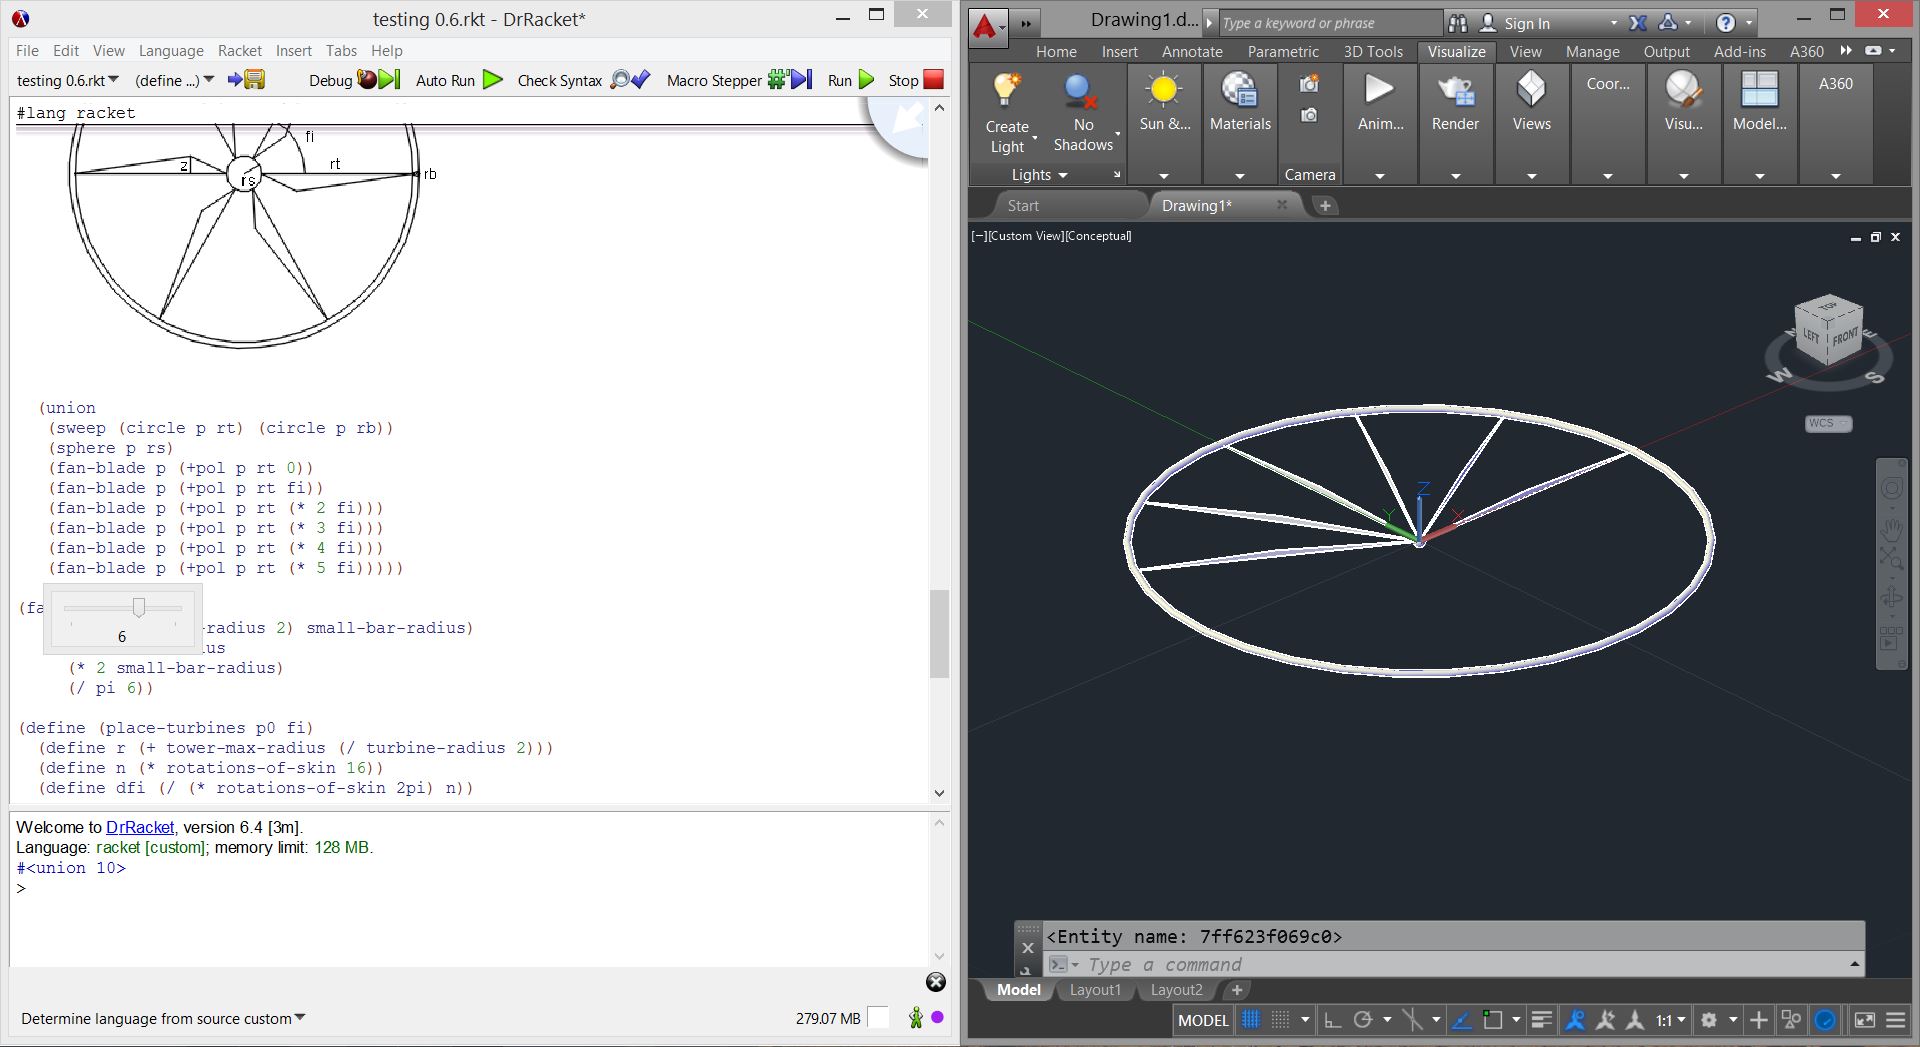 testing 0.6.rkt - DrRacket*
File Edit View Language Racket Insert Tabs Help
testing 0.6.rkt (define ...) Debug Auto Run Check Syntax Macro Stepper Run Stop
#lang racket
fi
z rt
rs rb
(union
(sweep (circle p rt) (circle p rb))
(sphere p rs)
(fan-blade p (+pol p rt 0))
(fan-blade p (+pol p rt fi))
(fan-blade p (+pol p rt (* 2 fi)))
(fan-blade p (+pol p rt (* 3 fi)))
(fan-blade p (+pol p rt (* 4 fi)))
(fan-blade p (+pol p rt (* 5 fi)))))
(fa
6
-radius 2) small-bar-radius)
ius
(* 2 small-bar-radius)
(/ pi 6))
(define (place-turbines p0 fi)
(define r (+ tower-max-radius (/ turbine-radius 2)))
(define n (* rotations-of-skin 16))
(define dfi (/ (* rotations-of-skin 2pi) n))
Welcome to DrRacket, version 6.4 [3m].
Language: racket [custom]; memory limit: 128 MB.
#<union 10>
>
Determine language from source custom 279.07 MB
Drawing1.d... Type a keyword or phrase Sign In
Home Insert Annotate Parametric 3D Tools Visualize View Manage Output Add-ins A360
Create Light
No Shadows
Sun &... Materials Anim... Render Views Coor... Visu... Model... A360
Lights Camera
Start Drawing1*
[−][Custom View][Conceptual]
TOP
LEFT FRONT
N E
W S
WCS
Z
Y X
<Entity name: 7ff623f069c0>
Type a command
Model Layout1 Layout2
MODEL 1:1